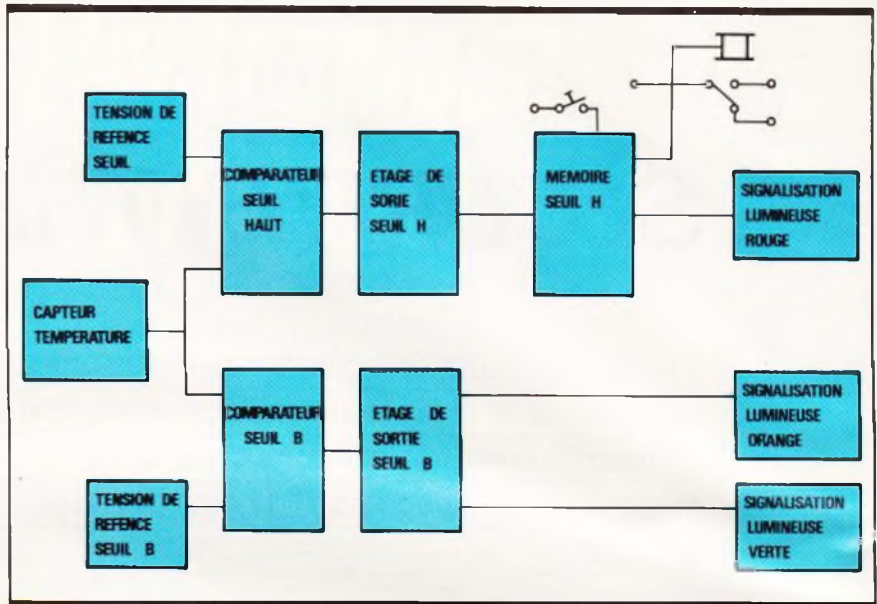 TENSION DE
REFENCE
SEUIL
COMPARATEUR
SEUIL
HAUT
ETAGE DE
SORIE
SEUIL H
MEMOIRE
SEUIL H
SIGNALISATION
LUMINEUSE
ROUGE
CAPTEUR
TEMPERATURE
COMPARATEUR
SEUIL B
ETAGE DE
SORTIE
SEUIL B
SIGNALISATION
LUMINEUSE
ORANGE
TENSION DE
REFENCE
SEUIL B
SIGNALISATION
LUMINEUSE
VERTE